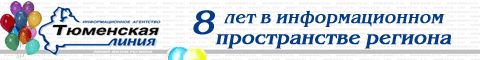 ИНФОРМАЦИОННОЕ АГЕНТСТВО
Тюменская
ЛИНИЯ
8 лет в информационном
пространстве региона